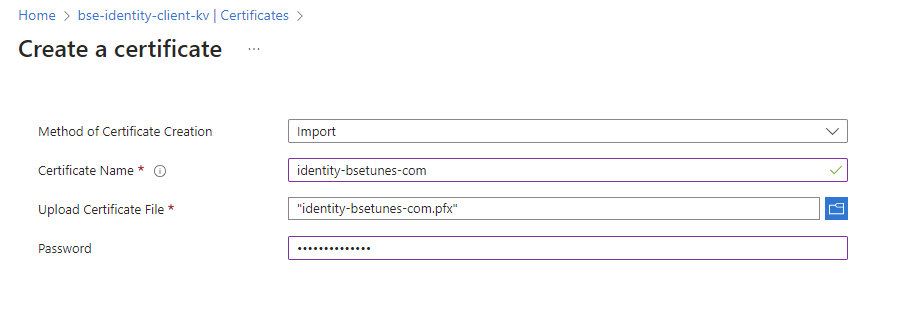 Home > bse-identity-client-kv | Certificates >
Create a certificate ...
Method of Certificate Creation Import
Certificate Name * identity-bsetunes-com
Upload Certificate File * "identity-bsetunes-com.pfx"
Password ••••••••••••••